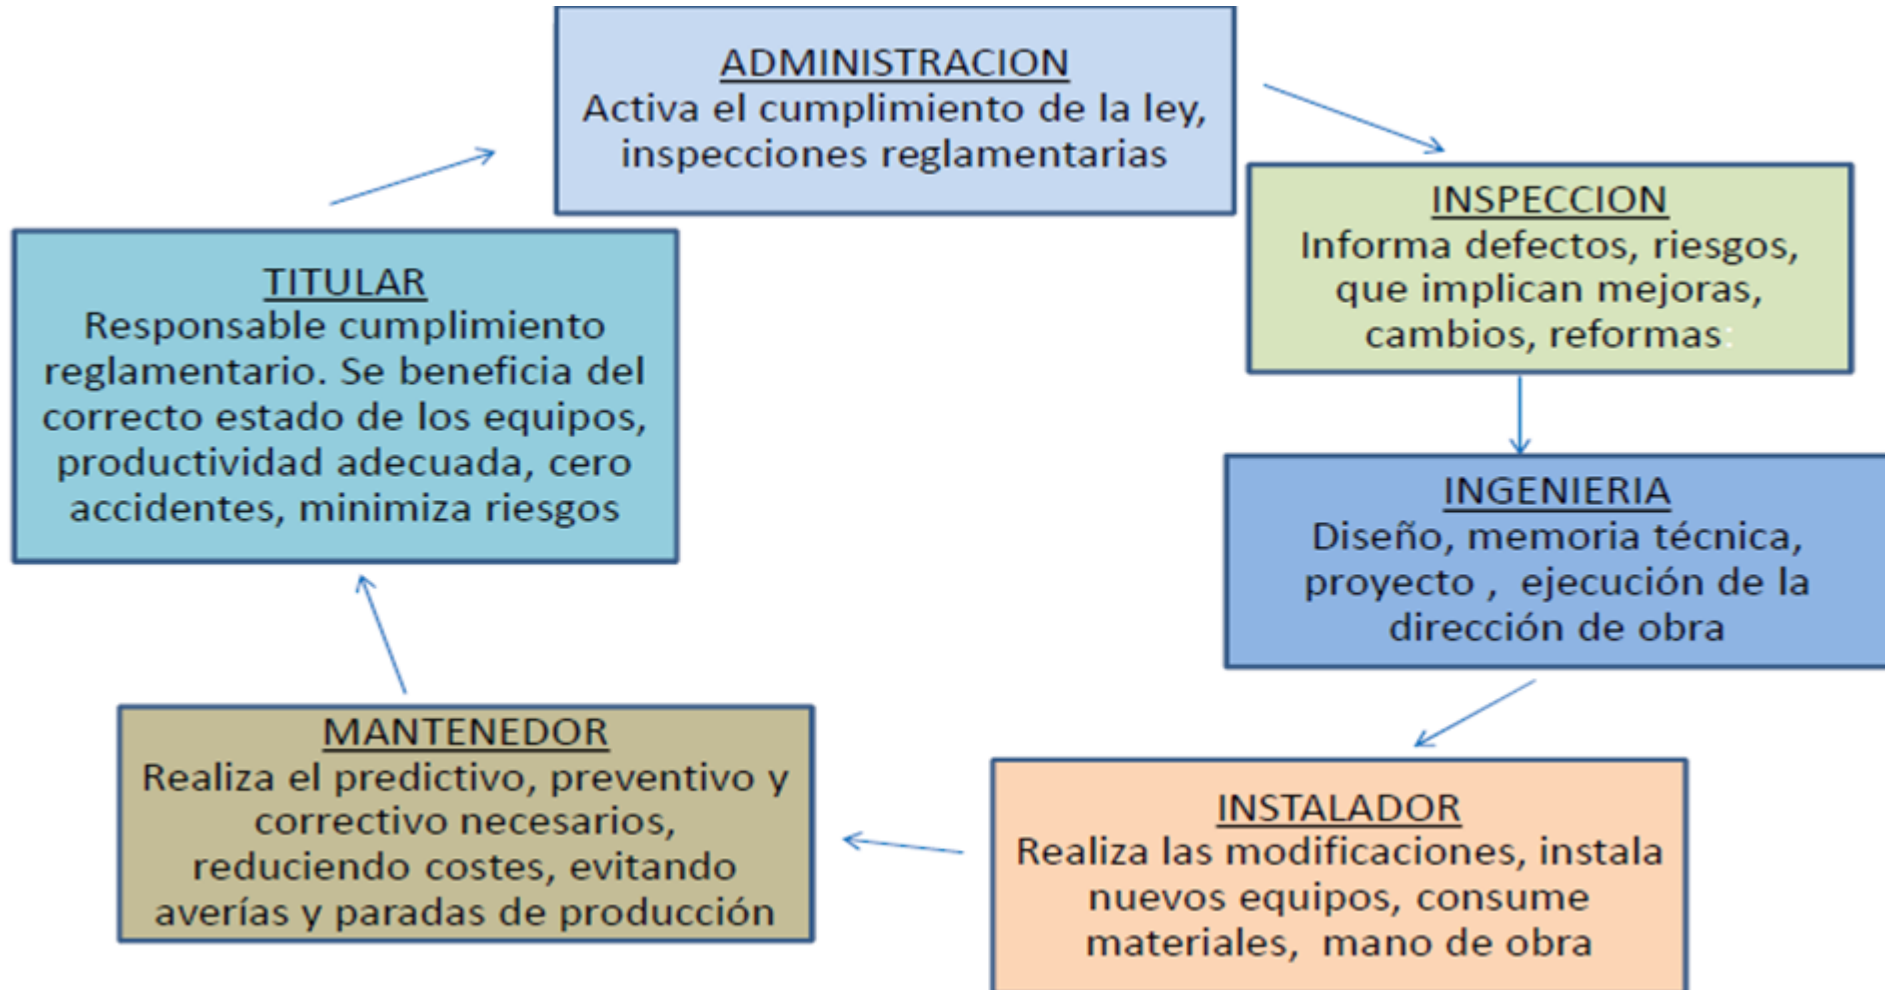 ADMINISTRACION
Activa el cumplimiento de la ley,
inspecciones reglamentarias
INSPECCION
Informa defectos, riesgos,
que implican mejoras,
cambios, reformas:
INGENIERIA
Diseño, memoria técnica,
proyecto , ejecución de la
dirección de obra
INSTALADOR
Realiza las modificaciones, instala
nuevos equipos, consume
materiales, mano de obra
MANTENEDOR
Realiza el predictivo, preventivo y
correctivo necesarios,
reduciendo costes, evitando
averías y paradas de producción
TITULAR
Responsable cumplimiento
reglamentario. Se beneficia del
correcto estado de los equipos,
productividad adecuada, cero
accidentes, minimiza riesgos